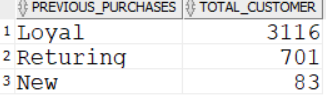 PREVIOUS_PURCHASES TOTAL_CUSTOMER
1 Loyal 3116
2 Returing 701
3 New 83